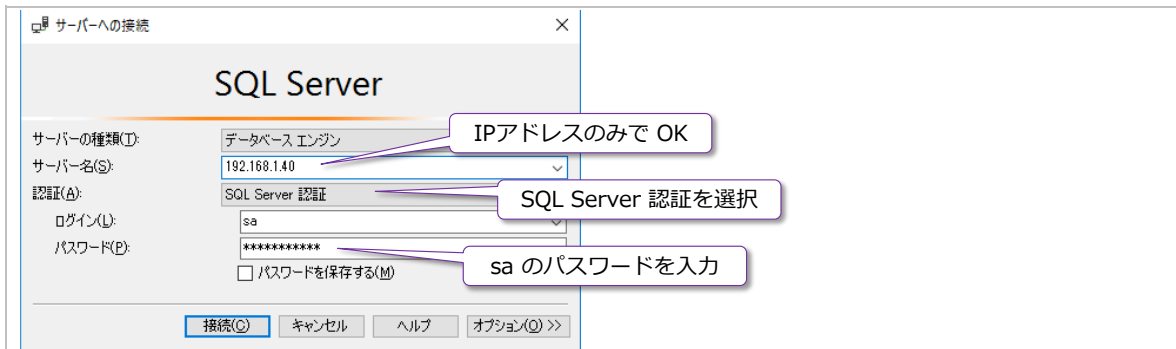 サーバーへの接続
SQL Server
サーバーの種類(T):
データベース エンジン
IPアドレスのみで OK
サーバー名(S):
192.168.1.40
認証(A):
SQL Server 認証
SQL Server 認証を選択
ログイン(L):
sa
パスワード(P):
***********
sa のパスワードを入力
パスワードを保存する(M)
接続(C) キャンセル ヘルプ オプション(O) >>